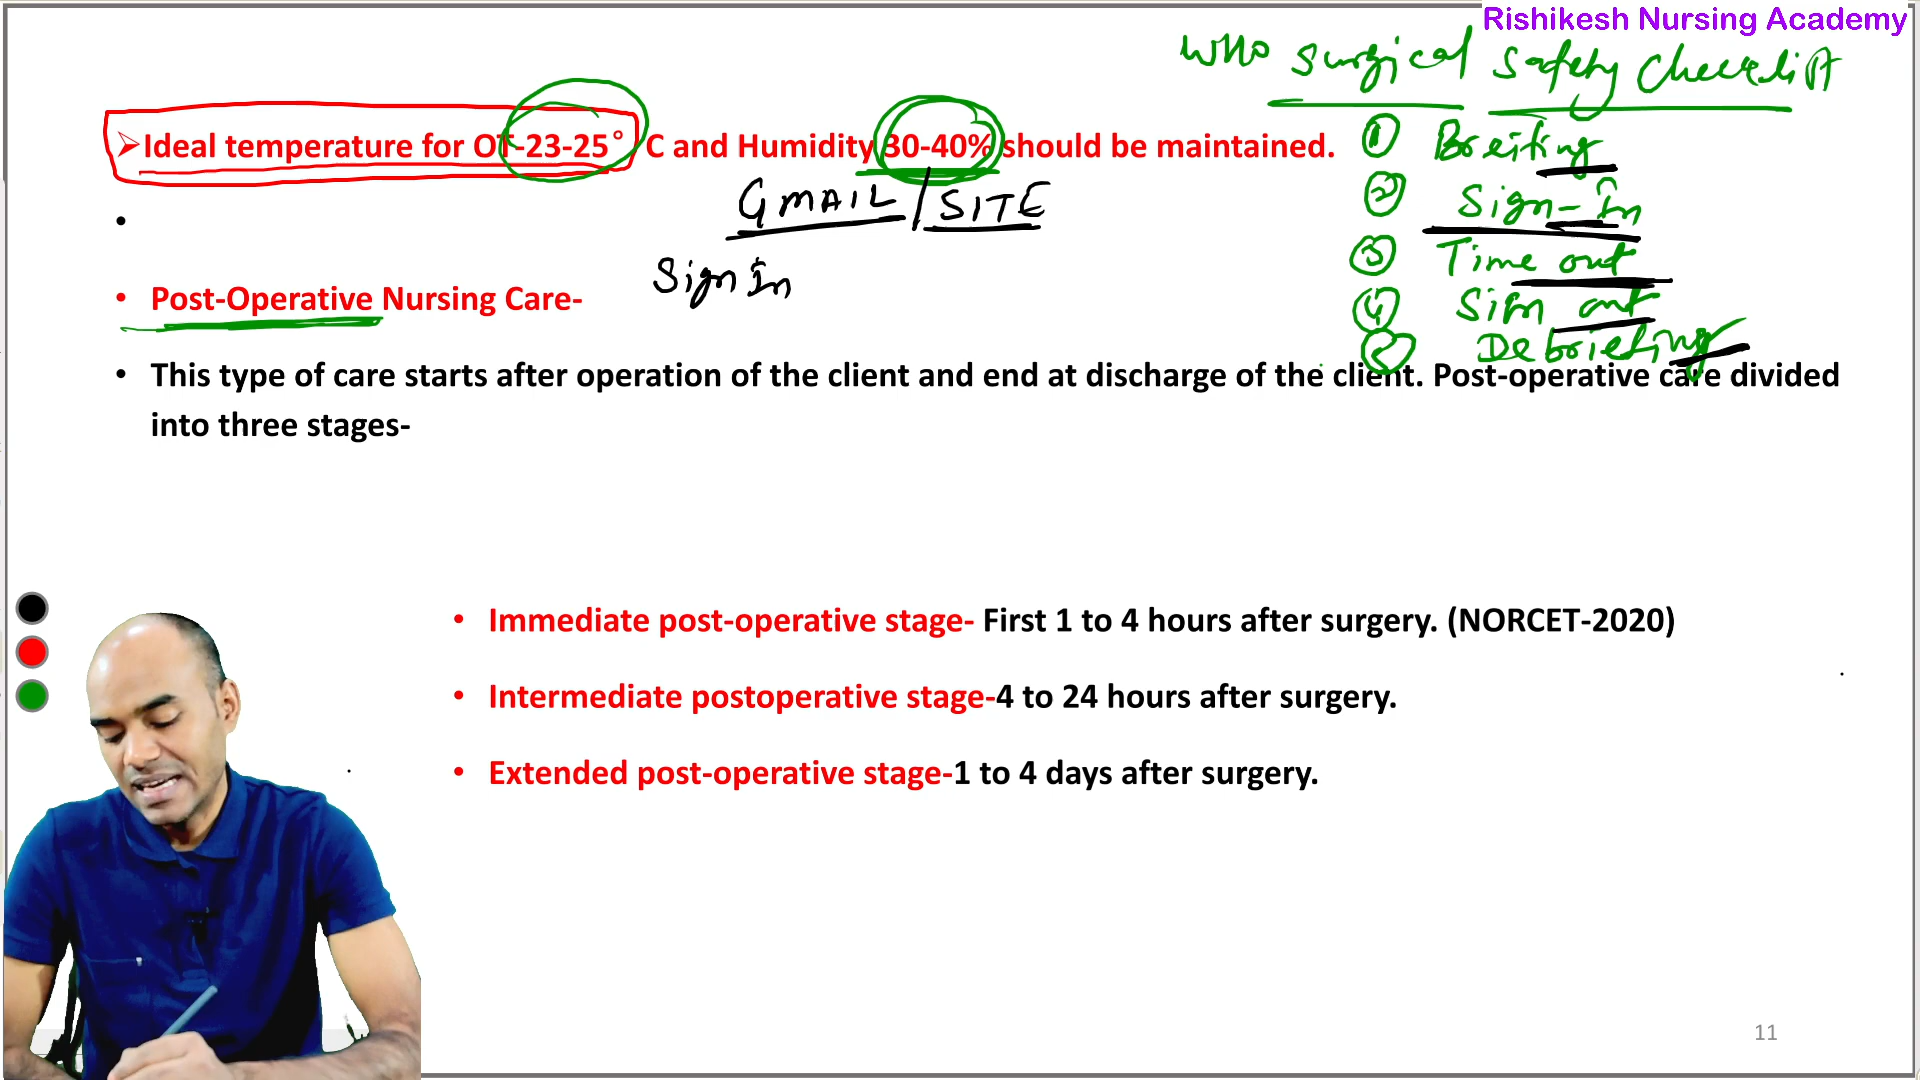 Rishikesh Nursing Academy
WHO Surgical Safety Checklist
➢Ideal temperature for OT-23-25° C and Humidity 30-40% should be maintained.
① Breifing
② Sign-In
③ Time out
④ Sign out
⑤ Debriefing
GMAIL/SITE
Sign In
• Post-Operative Nursing Care-
• This type of care starts after operation of the client and end at discharge of the client. Post-operative care divided
into three stages-
• Immediate post-operative stage- First 1 to 4 hours after surgery. (NORCET-2020)
• Intermediate postoperative stage-4 to 24 hours after surgery.
• Extended post-operative stage-1 to 4 days after surgery.
11